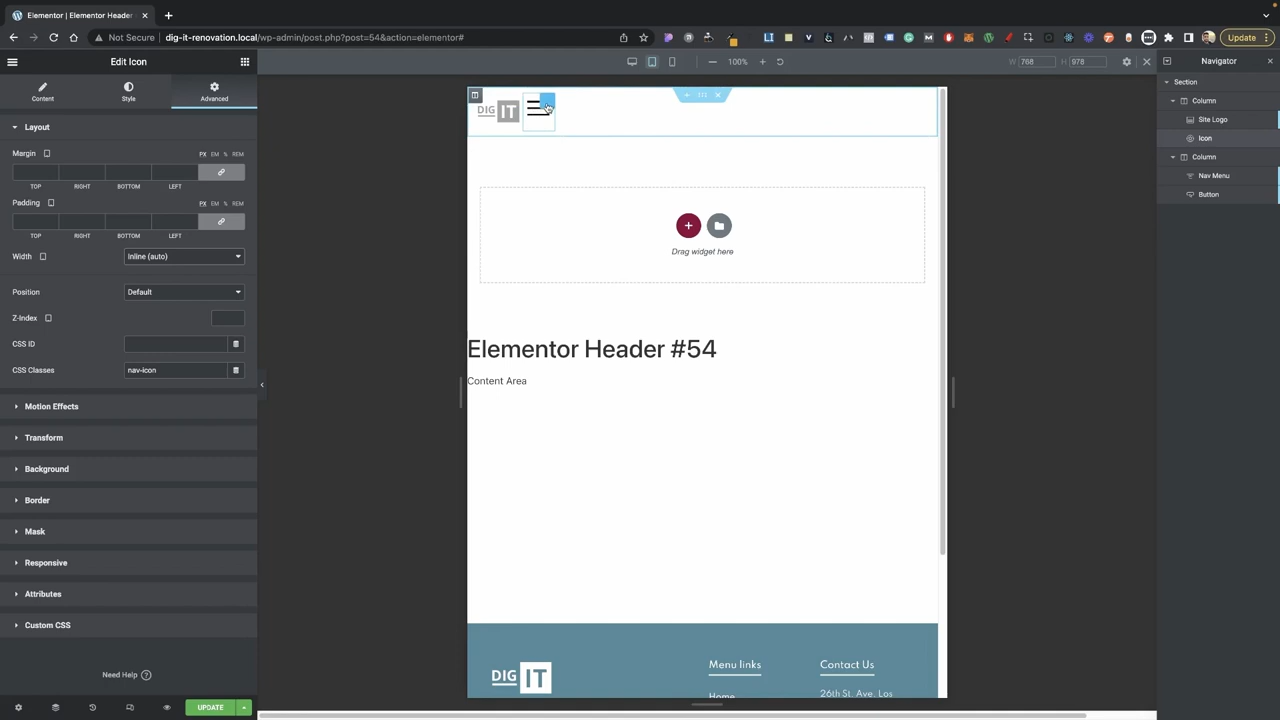 Elementor | Elementor Header
Not Secure
dig-it-renovation.local/wp-admin/post.php?post=54&action=elementor#
Update
Edit Icon
100%
W 768
H 978
Navigator
Content
Style
Advanced
Layout
Margin
PX EM % REM
TOP RIGHT BOTTOM LEFT
Padding
PX EM % REM
RIGHT BOTTOM LEFT
inline (auto)
Position
Default
Z-Index
CSS ID
CSS Classes
nav-icon
Motion Effects
Transform
Background
Border
Mask
Responsive
Attributes
Custom CSS
Need Help
UPDATE
DIG IT
Drag widget here
Elementor Header #54
Content Area
DIG IT
Menu links
Home
Contact Us
26th St. Ave. Los
Section
Column
Site Logo
Icon
Column
Nav Menu
Button